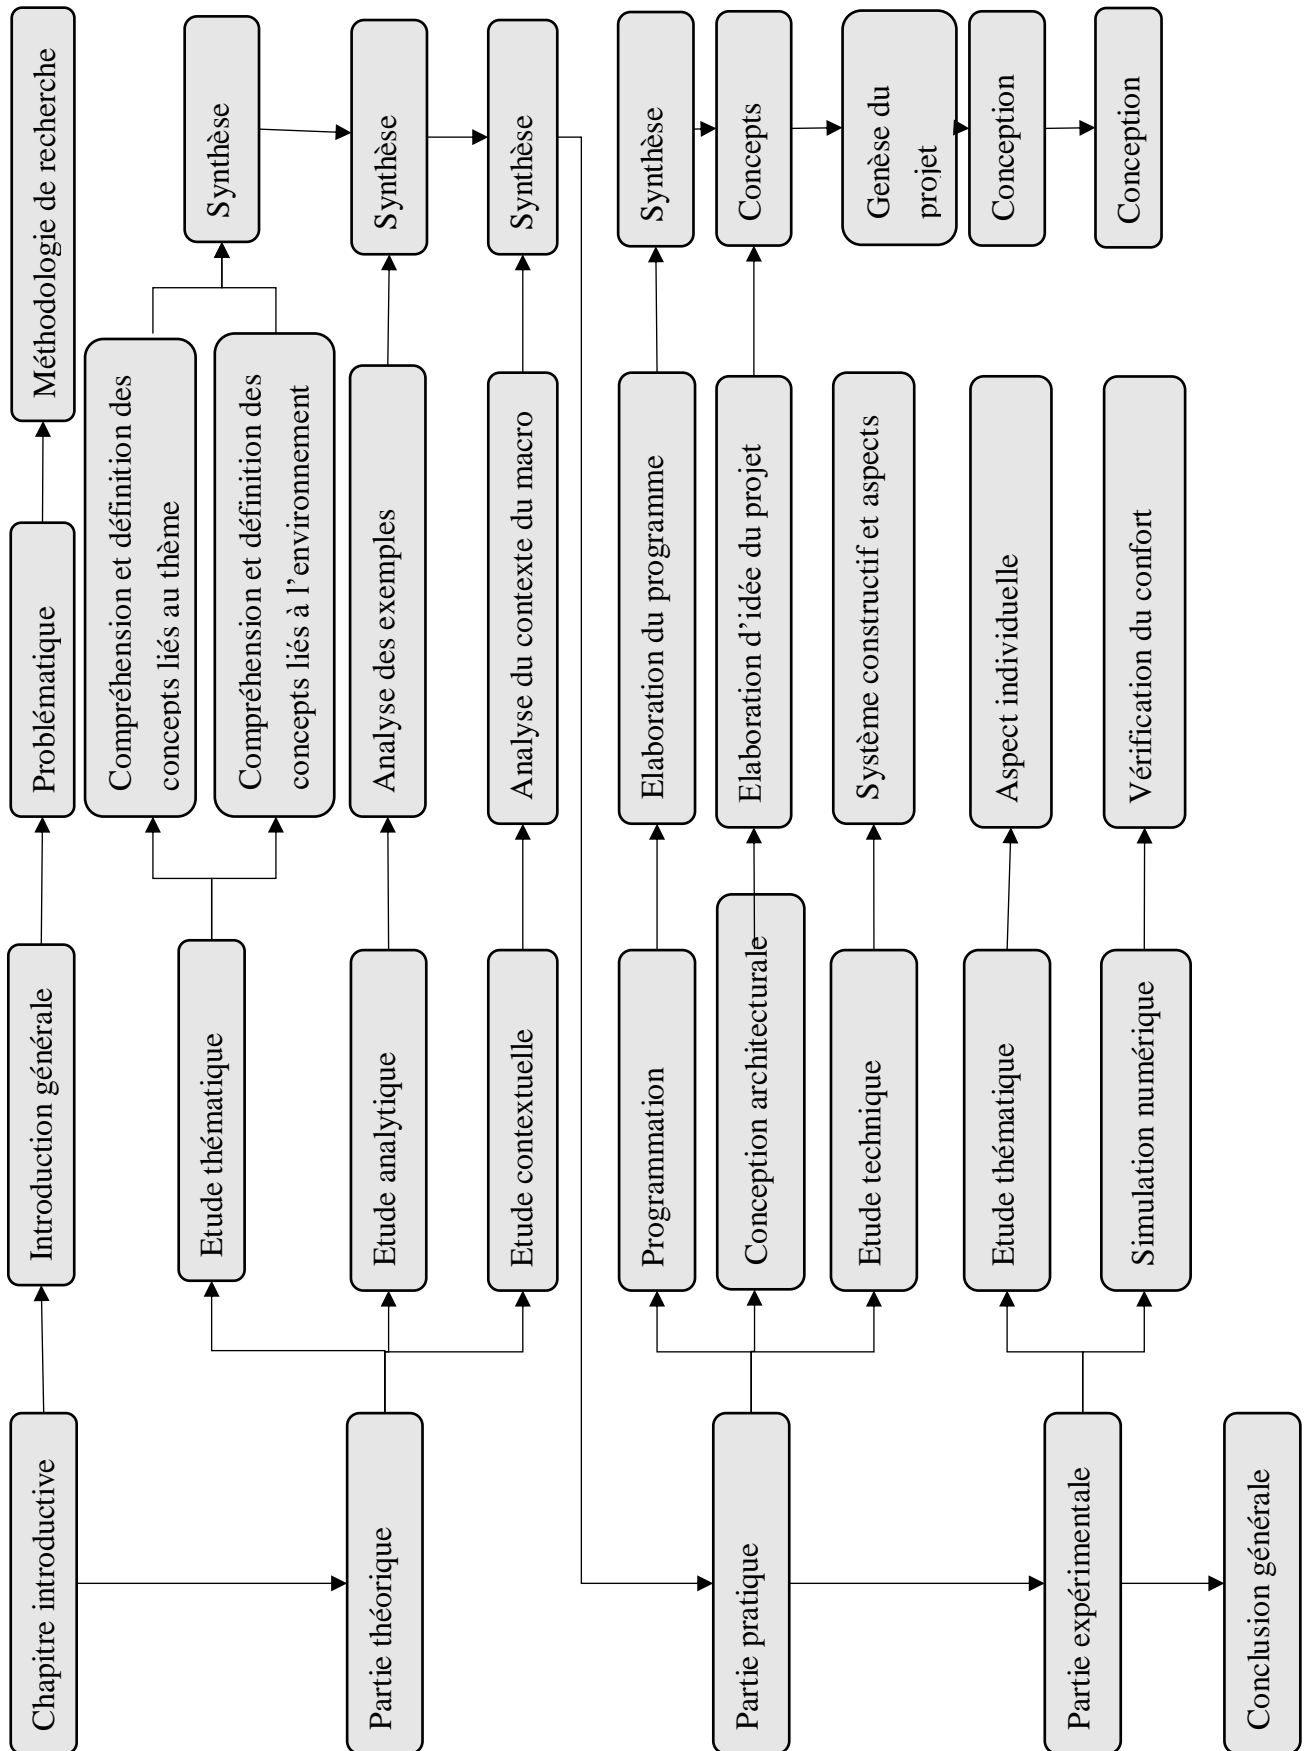 Chapitre introductive
Introduction générale
Problématique
Méthodologie de recherche
Partie théorique
Etude thématique
Compréhension et définition des
concepts liés au thème
Compréhension et définition des
concepts liés à l'environnement
Synthèse
Etude analytique
Analyse des exemples
Synthèse
Etude contextuelle
Analyse du contexte du macro
Synthèse
Partie pratique
Programmation
Elaboration du programme
Synthèse
Conception architecturale
Elaboration d'idée du projet
Concepts
Etude technique
Système constructif et aspects
Genèse du
projet
Partie expérimentale
Etude thématique
Aspect individuelle
Conception
Simulation numérique
Vérification du confort
Conception
Conclusion générale